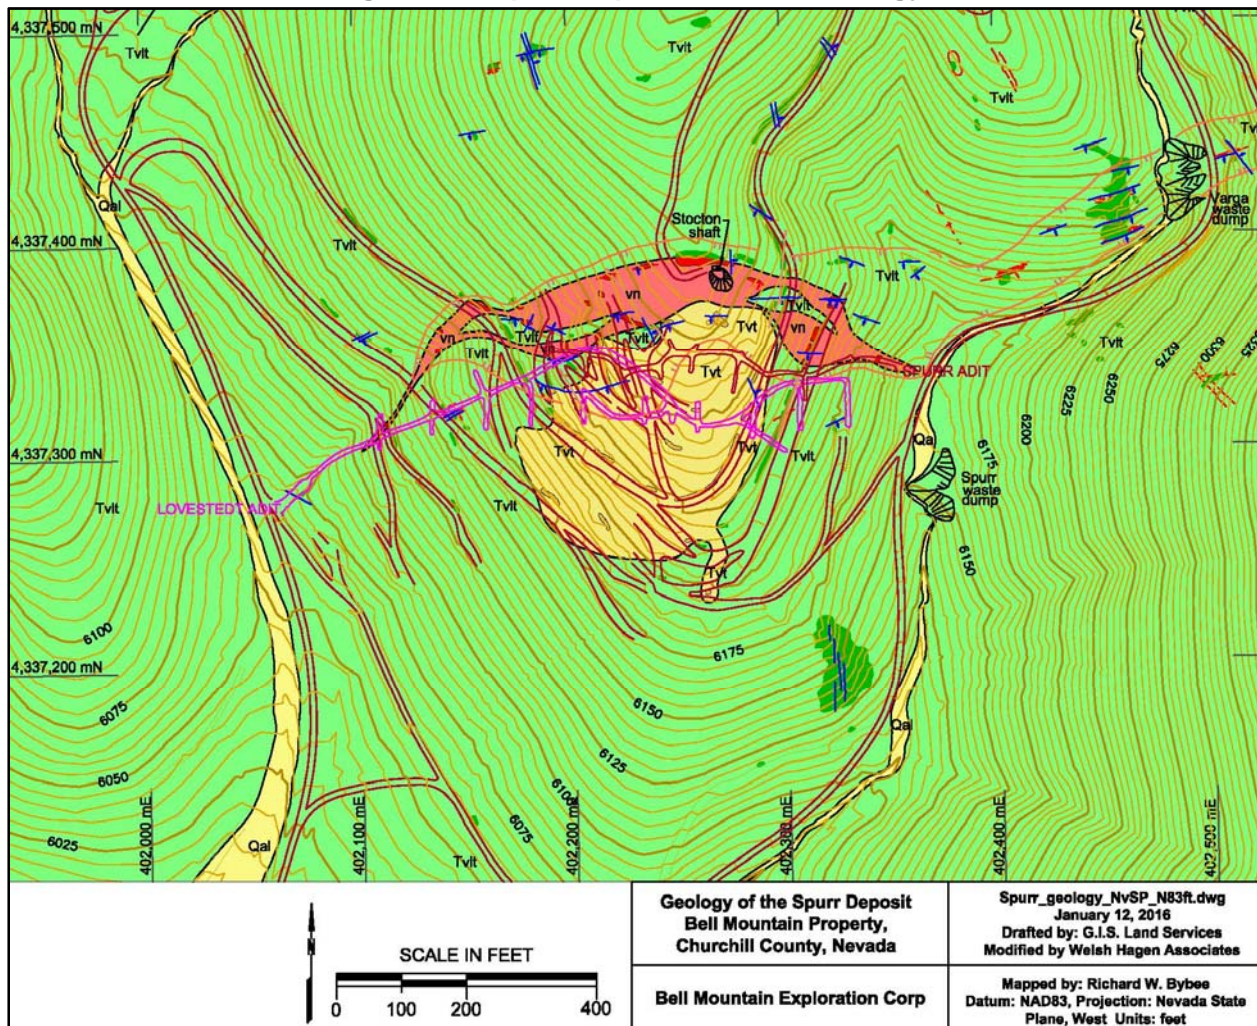 4,337,500 mN
Tvlt
Tvlt
Tvlt
Tvlt
Qal
Stocton
shaft
Varga
waste
dump
4,337,400 mN
Tvlt
Tvlt
vn
Tvlt
vn
Tvlt
Tvlt
Tvt
vn
Tvlt
vn
Tvlt
Tvt
SPURR ADIT
6275
6300
6325
6250
6225
6200
4,337,300 mN
Tvt
Tvt
Tvlt
Qal
6175
Spurr
waste
dump
Tvlt
LOVESTEDT ADIT
Tvlt
6150
Tvt
6100
6175
4,337,200 mN
6075
6150
Qal
6125
6050
6100
6075
6025
Qal
Tvlt
402,000 mE
402,100 mE
402,200 mE
402,300 mE
402,400 mE
402,500 mE
N
SCALE IN FEET
0 100 200 400
Geology of the Spurr Deposit
Bell Mountain Property,
Churchill County, Nevada
Bell Mountain Exploration Corp
Spurr_geology_NvSP_N83ft.dwg
January 12, 2016
Drafted by: G.I.S. Land Services
Modified by Welsh Hagen Associates
Mapped by: Richard W. Bybee
Datum: NAD83, Projection: Nevada State
Plane, West Units: feet